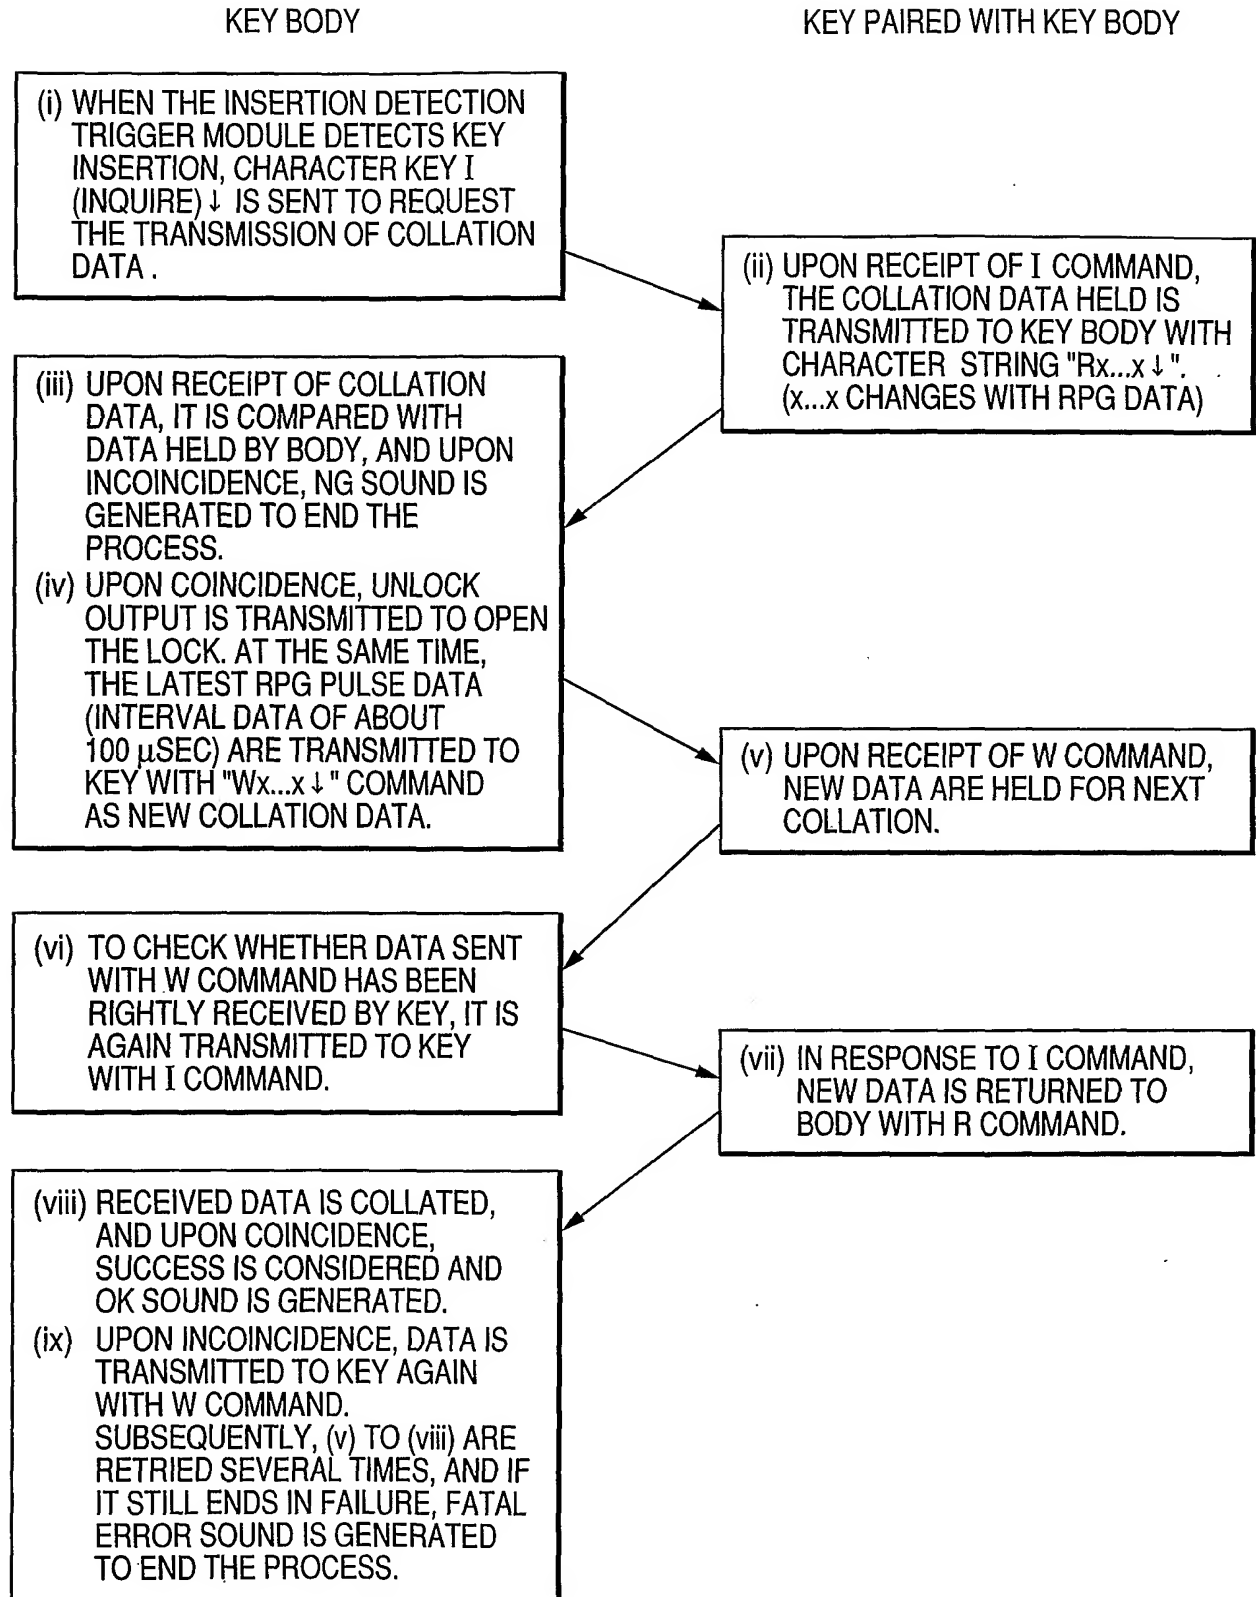 KEY BODY
KEY PAIRED WITH KEY BODY
(i) WHEN THE INSERTION DETECTION
TRIGGER MODULE DETECTS KEY
INSERTION, CHARACTER KEY I
(INQUIRE)↓ IS SENT TO REQUEST
THE TRANSMISSION OF COLLATION
DATA.
(ii) UPON RECEIPT OF I COMMAND,
THE COLLATION DATA HELD IS
TRANSMITTED TO KEY BODY WITH
CHARACTER STRING "Rx...x↓".
(x...x CHANGES WITH RPG DATA)
(iii) UPON RECEIPT OF COLLATION
DATA, IT IS COMPARED WITH
DATA HELD BY BODY, AND UPON
INCOINCIDENCE, NG SOUND IS
GENERATED TO END THE
PROCESS.
(iv) UPON COINCIDENCE, UNLOCK
OUTPUT IS TRANSMITTED TO OPEN
THE LOCK. AT THE SAME TIME,
THE LATEST RPG PULSE DATA
(INTERVAL DATA OF ABOUT
100 μSEC) ARE TRANSMITTED TO
KEY WITH "Wx...x↓" COMMAND
AS NEW COLLATION DATA.
(v) UPON RECEIPT OF W COMMAND,
NEW DATA ARE HELD FOR NEXT
COLLATION.
(vi) TO CHECK WHETHER DATA SENT
WITH W COMMAND HAS BEEN
RIGHTLY RECEIVED BY KEY, IT IS
AGAIN TRANSMITTED TO KEY
WITH I COMMAND.
(vii) IN RESPONSE TO I COMMAND,
NEW DATA IS RETURNED TO
BODY WITH R COMMAND.
(viii) RECEIVED DATA IS COLLATED,
AND UPON COINCIDENCE,
SUCCESS IS CONSIDERED AND
OK SOUND IS GENERATED.
(ix) UPON INCOINCIDENCE, DATA IS
TRANSMITTED TO KEY AGAIN
WITH W COMMAND.
SUBSEQUENTLY, (v) TO (viii) ARE
RETRIED SEVERAL TIMES, AND IF
IT STILL ENDS IN FAILURE, FATAL
ERROR SOUND IS GENERATED
TO END THE PROCESS.